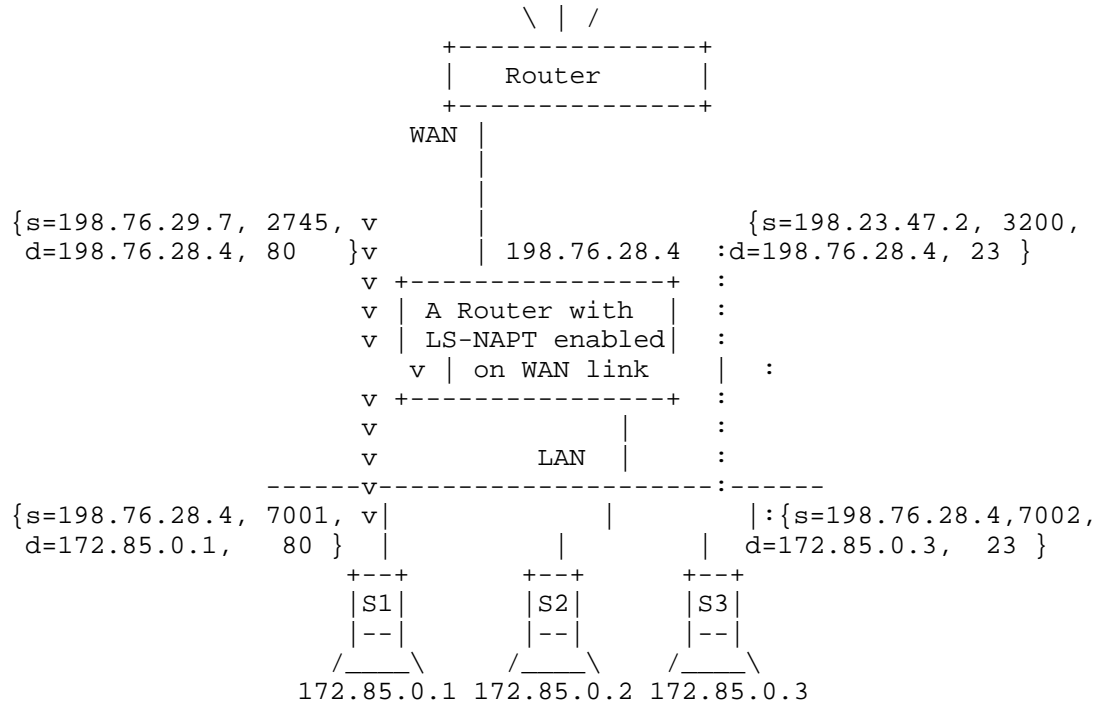 \ | /
+---------------+
| Router |
+---------------+
WAN |
|
|
{s=198.76.29.7, 2745, v | {s=198.23.47.2, 3200,
d=198.76.28.4, 80 }v | 198.76.28.4 :d=198.76.28.4, 23 }
v +----------------+ :
v | A Router with | :
v | LS-NAPT enabled| :
v | on WAN link | :
v +----------------+ :
v | :
v LAN | :
------v-------------------:------
{s=198.76.28.4, 7001, v| | |:{s=198.76.28.4,7002,
d=172.85.0.1, 80 } | | | d=172.85.0.3, 23 }
+--+ +--+ +--+
|S1| |S2| |S3|
|--| |--| |--|
/____\ /____\ /____\
172.85.0.1 172.85.0.2 172.85.0.3